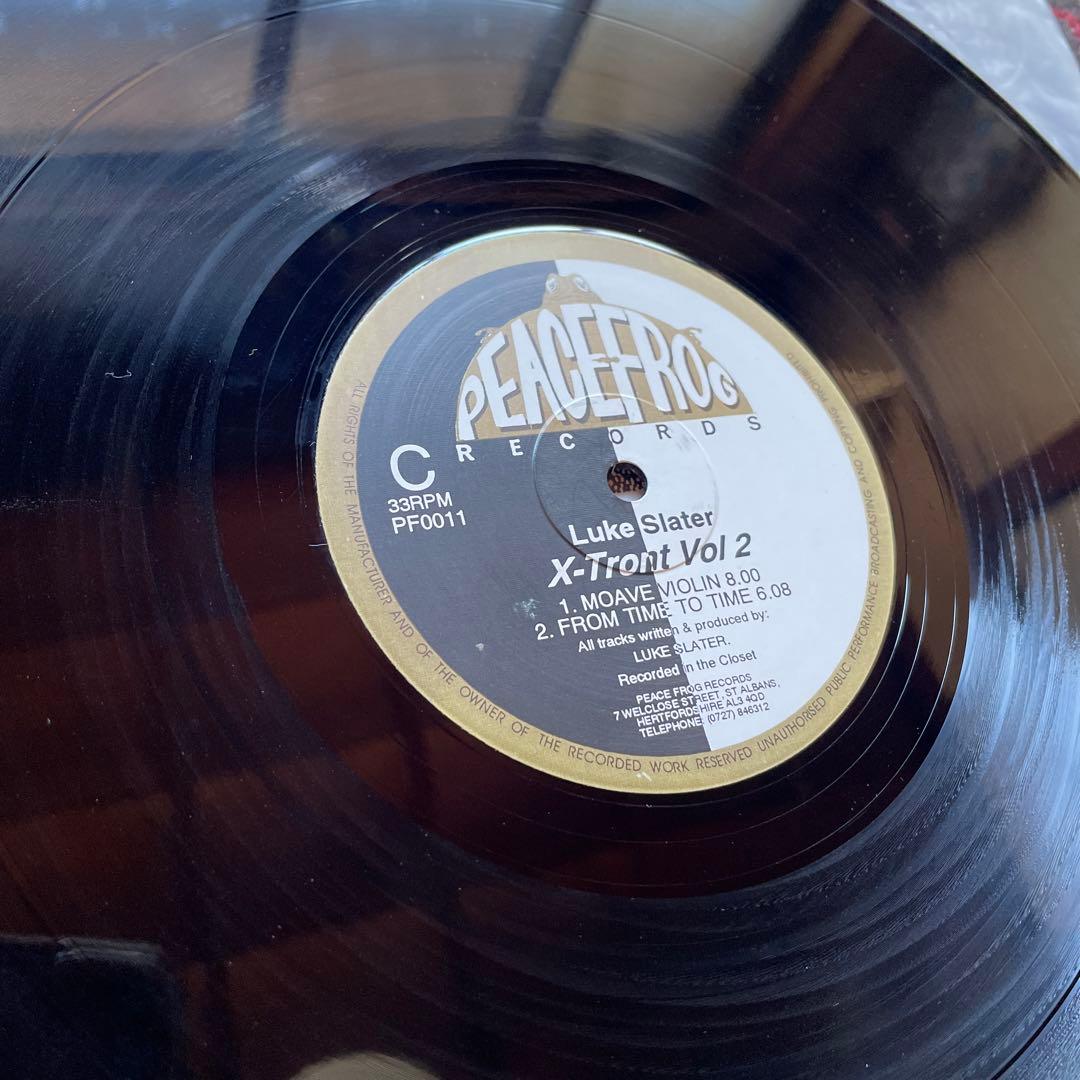 PEACEFROG
RECORDS
C
33RPM
PF0011
Luke Slater
X-Tront Vol 2
1. MOAVE VIOLIN 8.00
2. FROM TIME TO TIME 6.08
All tracks written & produced by:
LUKE SLATER.
Recorded in the Closet
PEACE FROG RECORDS
7 WELCLOSE STREET, ST ALBANS,
HERTFORDSHIRE AL3 4QD
TELEPHONE: (0727) 846312
ALL RIGHTS OF THE MANUFACTURER AND OF THE OWNER OF THE RECORDED WORK RESERVED UNAUTHORISED PUBLIC PERFORMANCE BROADCASTING AND COPYING PROHIBITED